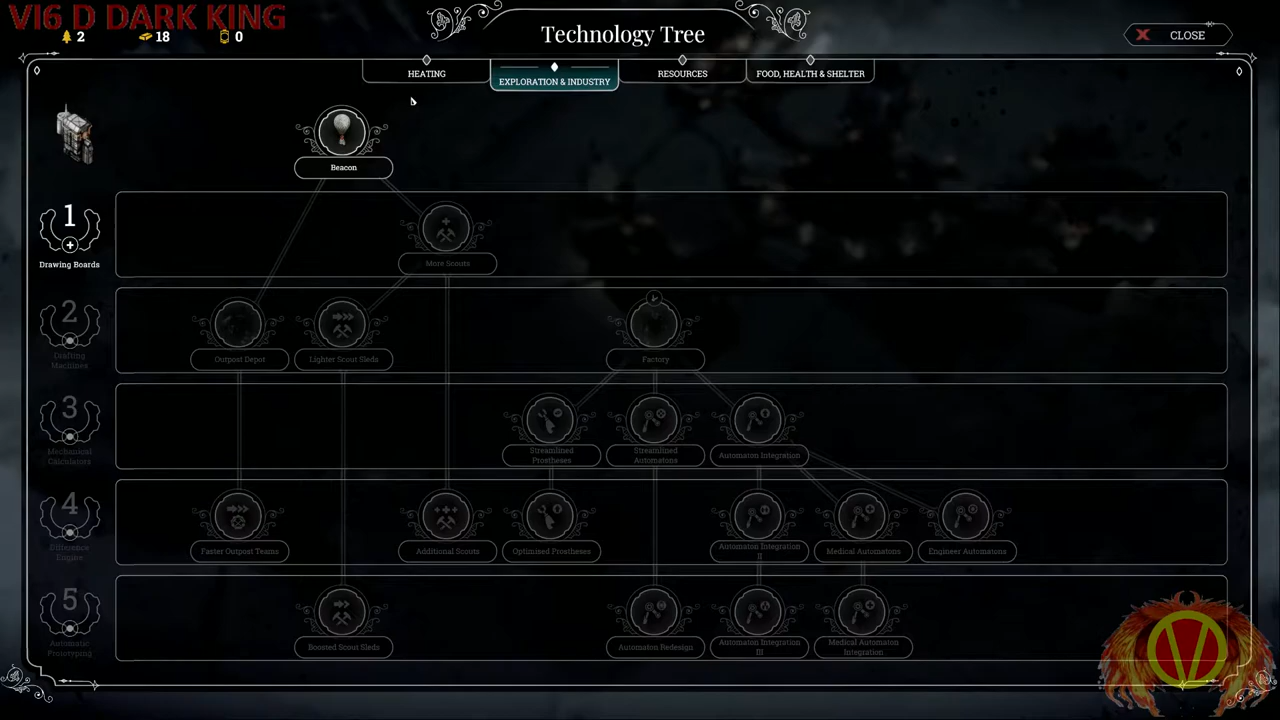 VI6 D DARK KING
2 18 0
Technology Tree
CLOSE
HEATING
EXPLORATION & INDUSTRY
RESOURCES
FOOD, HEALTH & SHELTER
Beacon
1
Drawing Boards
More Scouts
2
Drafting
Machines
Outpost Depot
Lighter Scout Sleds
Factory
3
Mechanical
Calculators
Streamlined
Prostheses
Streamlined
Automatons
Automaton Integration
4
Difference
Engine
Faster Outpost Teams
Additional Scouts
Optimised Prostheses
Automaton Integration
II
Medical Automatons
Engineer Automatons
5
Automatic
Prototyping
Boosted Scout Sleds
Automaton Redesign
Automaton Integration
III
Medical Automaton
Integration
V